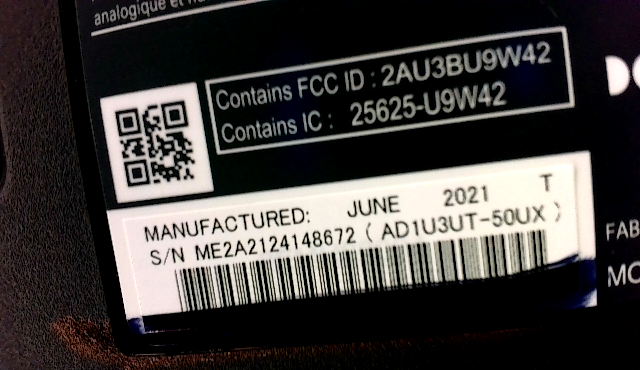 analogique et
Contains FCC ID : 2AU3BU9W42
Contains IC : 25625-U9W42
MANUFACTURED: JUNE 2021 T
S/N ME2A2124148672 ( AD1U3UT-50UX )
FAB
MO